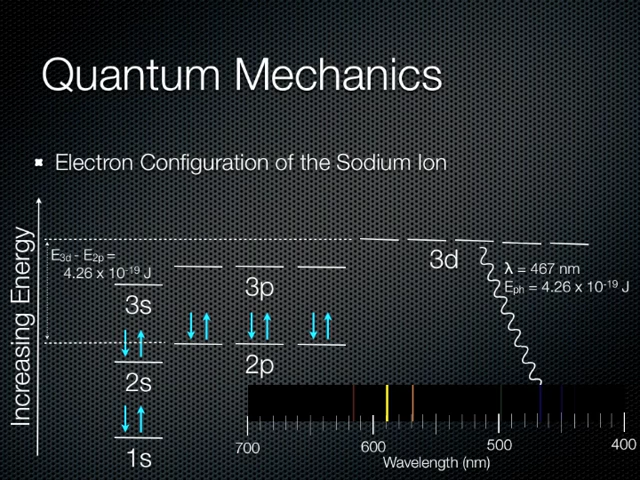 Quantum Mechanics
Electron Configuration of the Sodium Ion
Increasing Energy
E3d - E2p =
4.26 x 10-19 J
3d
λ = 467 nm
Eph = 4.26 x 10-19 J
3s
3p
2s
2p
1s
700
600
500
400
Wavelength (nm)